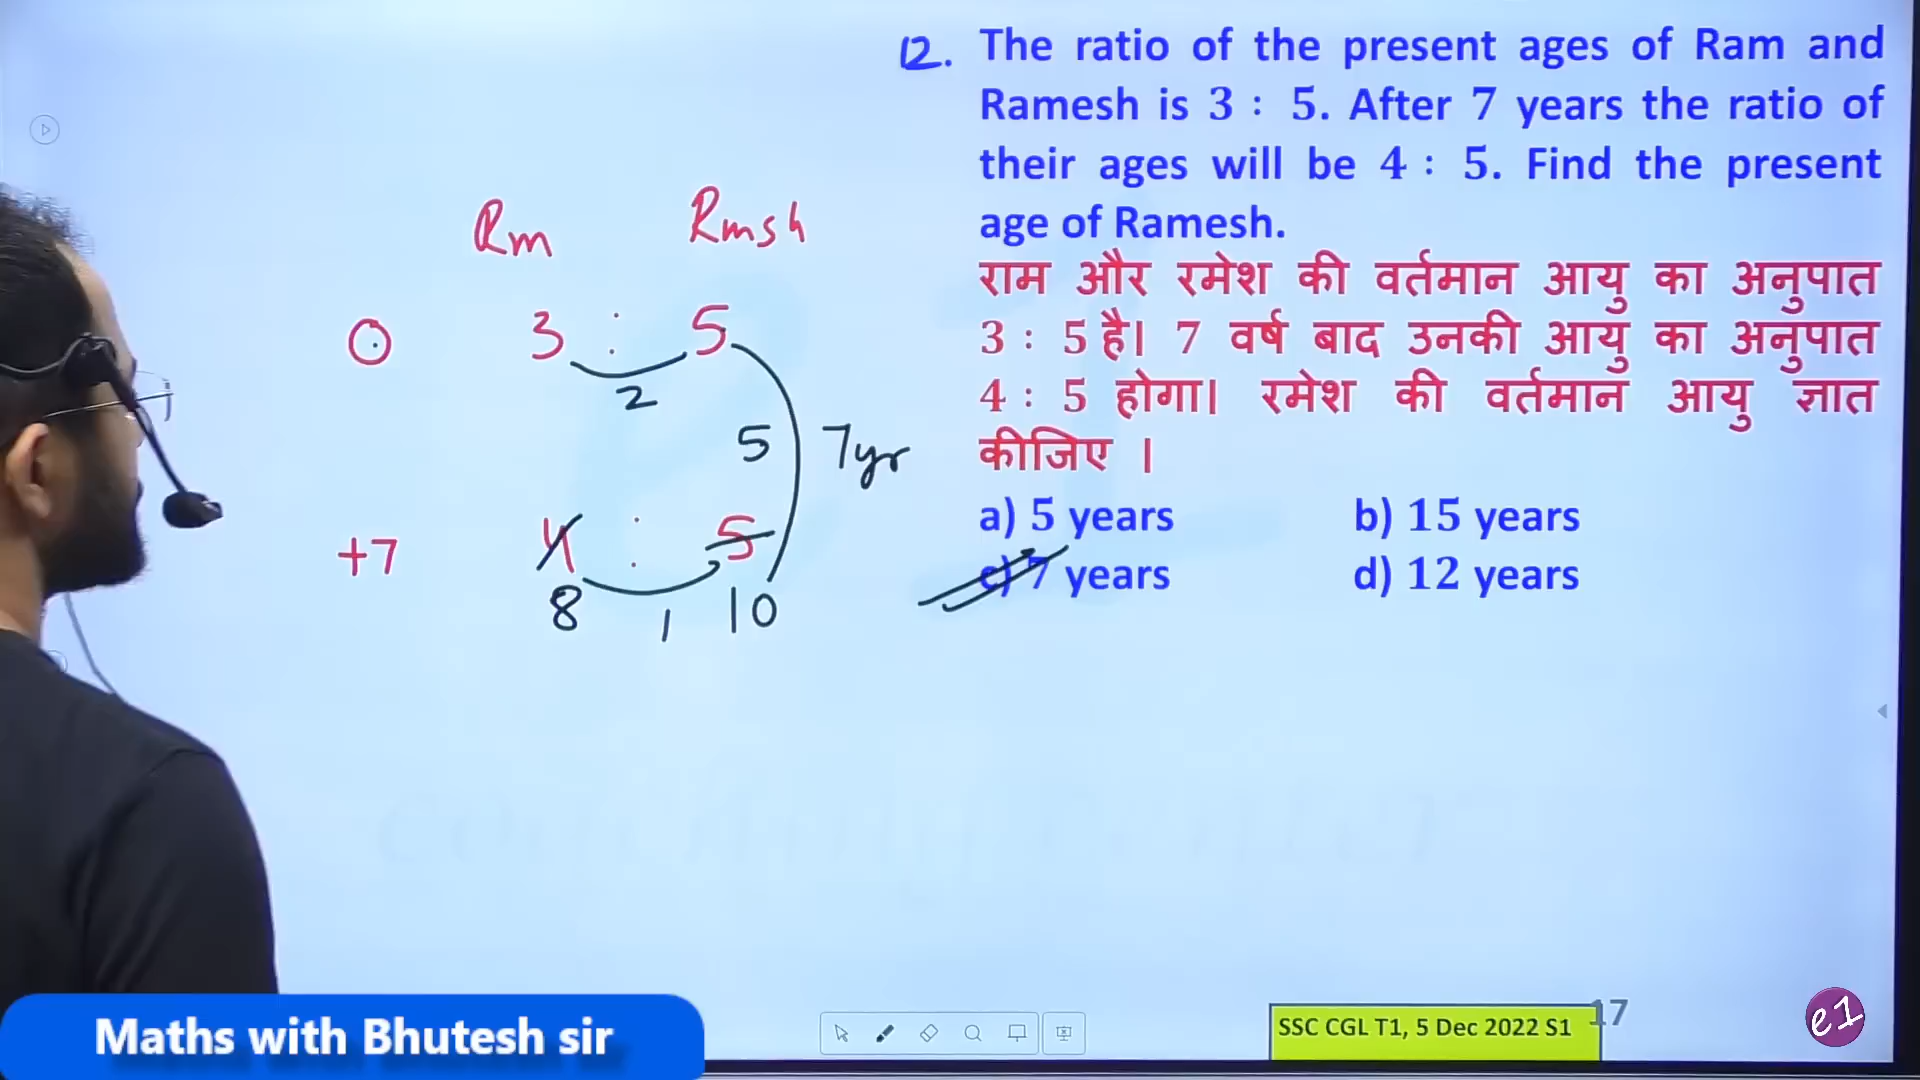 12. The ratio of the present ages of Ram and
Ramesh is 3 : 5. After 7 years the ratio of
their ages will be 4 : 5. Find the present
age of Ramesh.
राम और रमेश की वर्तमान आयु का अनुपात
3 : 5 है। 7 वर्ष बाद उनकी आयु का अनुपात
4 : 5 होगा। रमेश की वर्तमान आयु ज्ञात
कीजिए ।
a) 5 years b) 15 years
c) 7 years d) 12 years
Rm Rmsh
0 3 : 5
2
5 7yr
+7 4 : 5
8 1 10
Maths with Bhutesh sir
SSC CGL T1, 5 Dec 2022 S1
17
e1